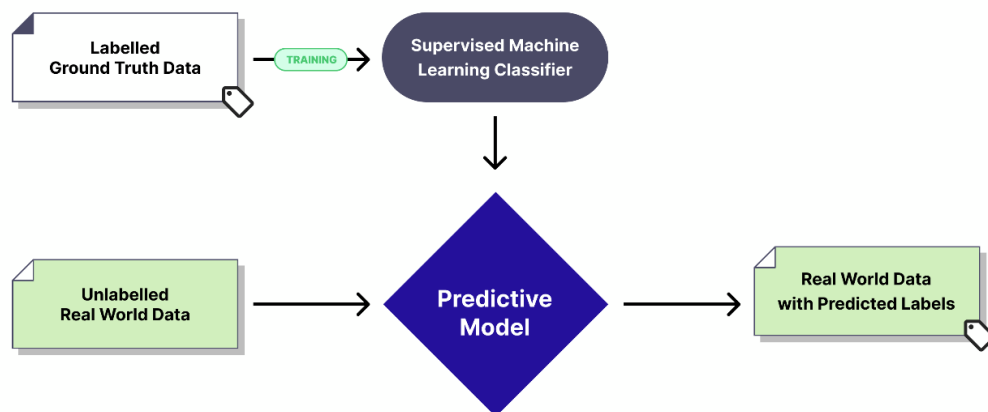 Labelled
Ground Truth Data
TRAINING
Supervised Machine
Learning Classifier
Unlabelled
Real World Data
Predictive
Model
Real World Data
with Predicted Labels